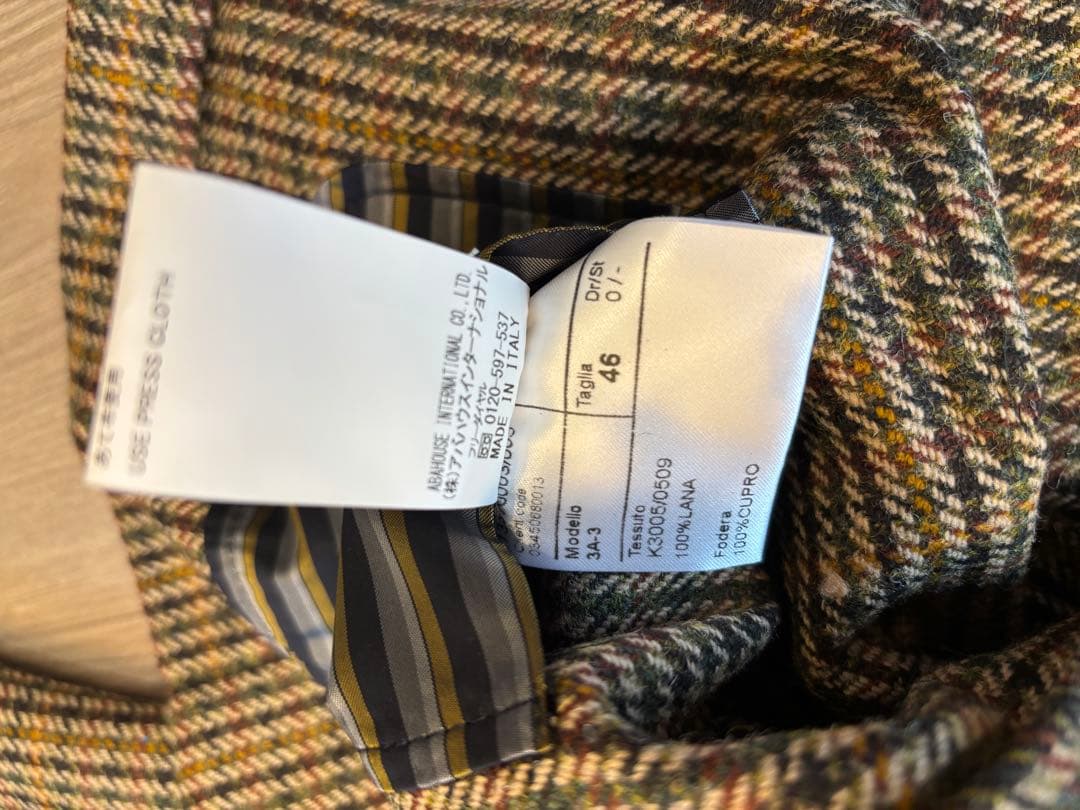 あて布使用
USE PRESS CLOTH
ABAHOUSE INTERNATIONAL CO.,LTD.
(株)アバハウスインターナショナル
フリーダイヤル
0120-597-537
MADE IN ITALY
Modello
3A-3
Taglia
46
Dr/St
0 / -
Tessuto
K3005/0509
100%LANA
Fodera
100%CUPRO